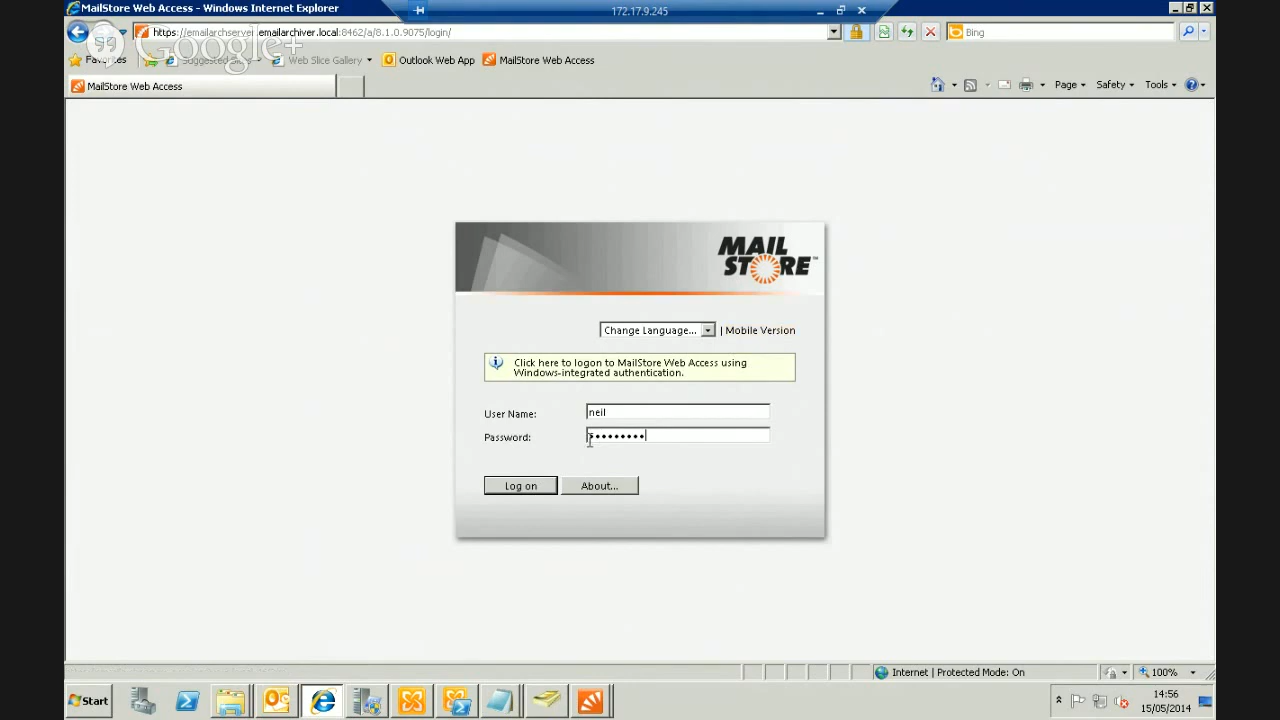 MailStore Web Access - Windows Internet Explorer
172.17.9.245
https://emailarchserver.emailarchiver.local:8462/a/8.1.0.9075/login/
Bing
Google+
Favorites
Web Slice Gallery
Outlook Web App
MailStore Web Access
MailStore Web Access
Page
Safety
Tools
MAIL
STORE™
Change Language...
| Mobile Version
Click here to logon to MailStore Web Access using
Windows-integrated authentication.
User Name:
neil
Password:
Log on
About...
Internet | Protected Mode: On
100%
Start
14:56
15/05/2014